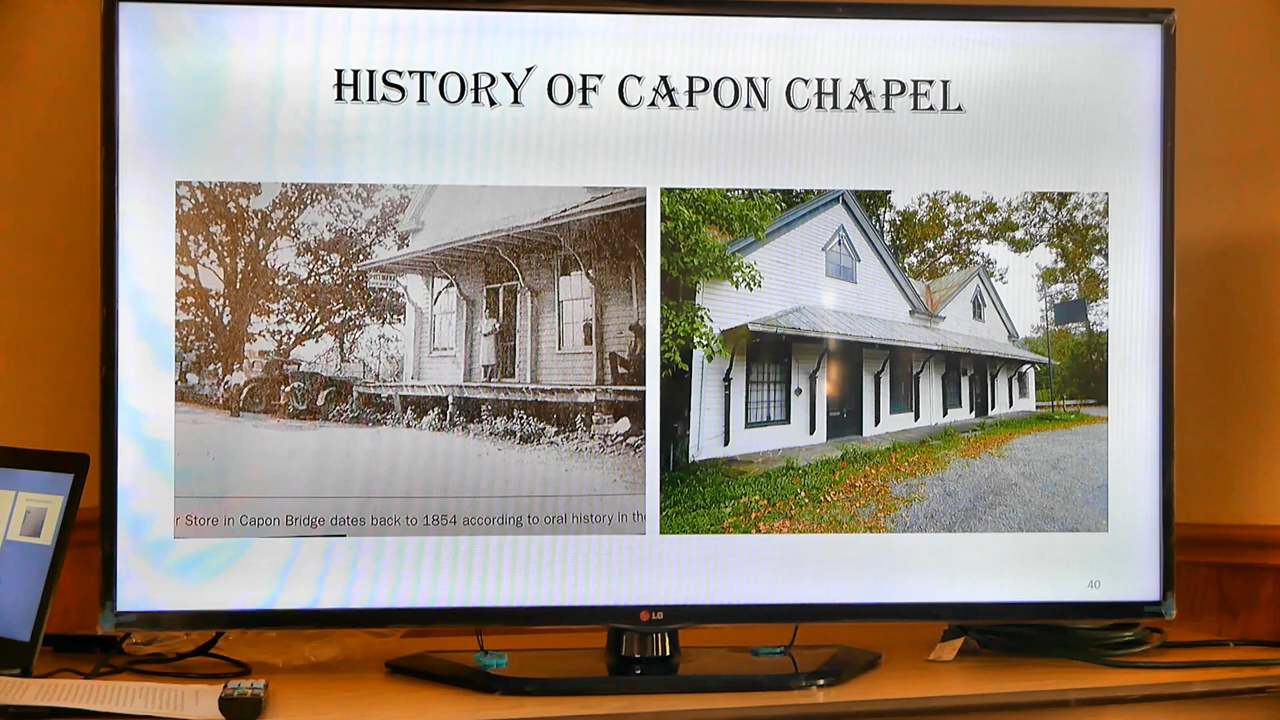 HISTORY OF CAPON CHAPEL
r Store in Capon Bridge dates back to 1854 according to oral history in the
40
LG